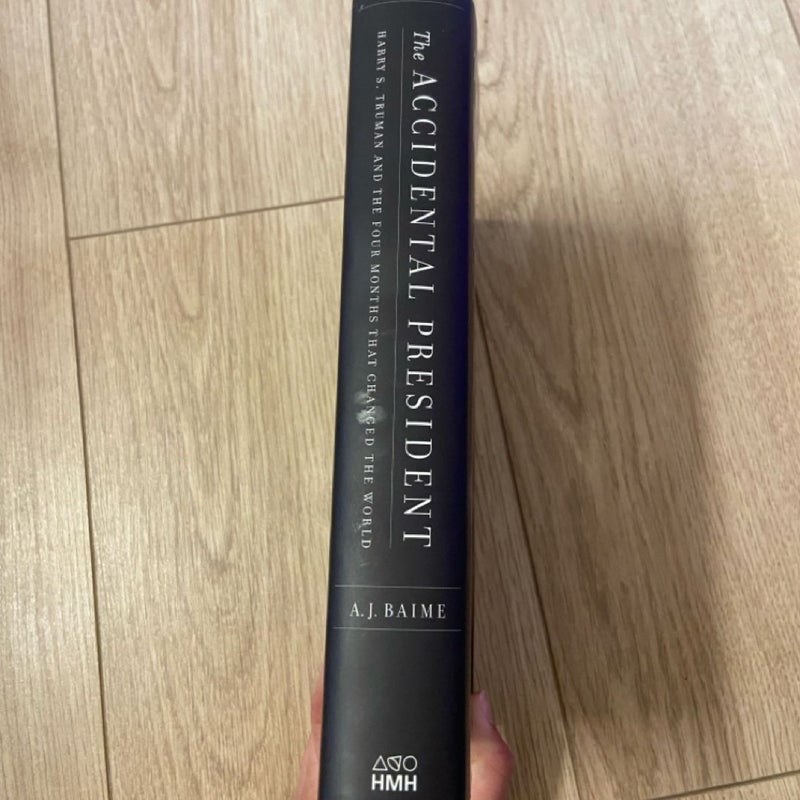 The ACCIDENTAL PRESIDENT
HARRY S. TRUMAN AND THE FOUR MONTHS THAT CHANGED THE WORLD
A. J. BAIME
HMH